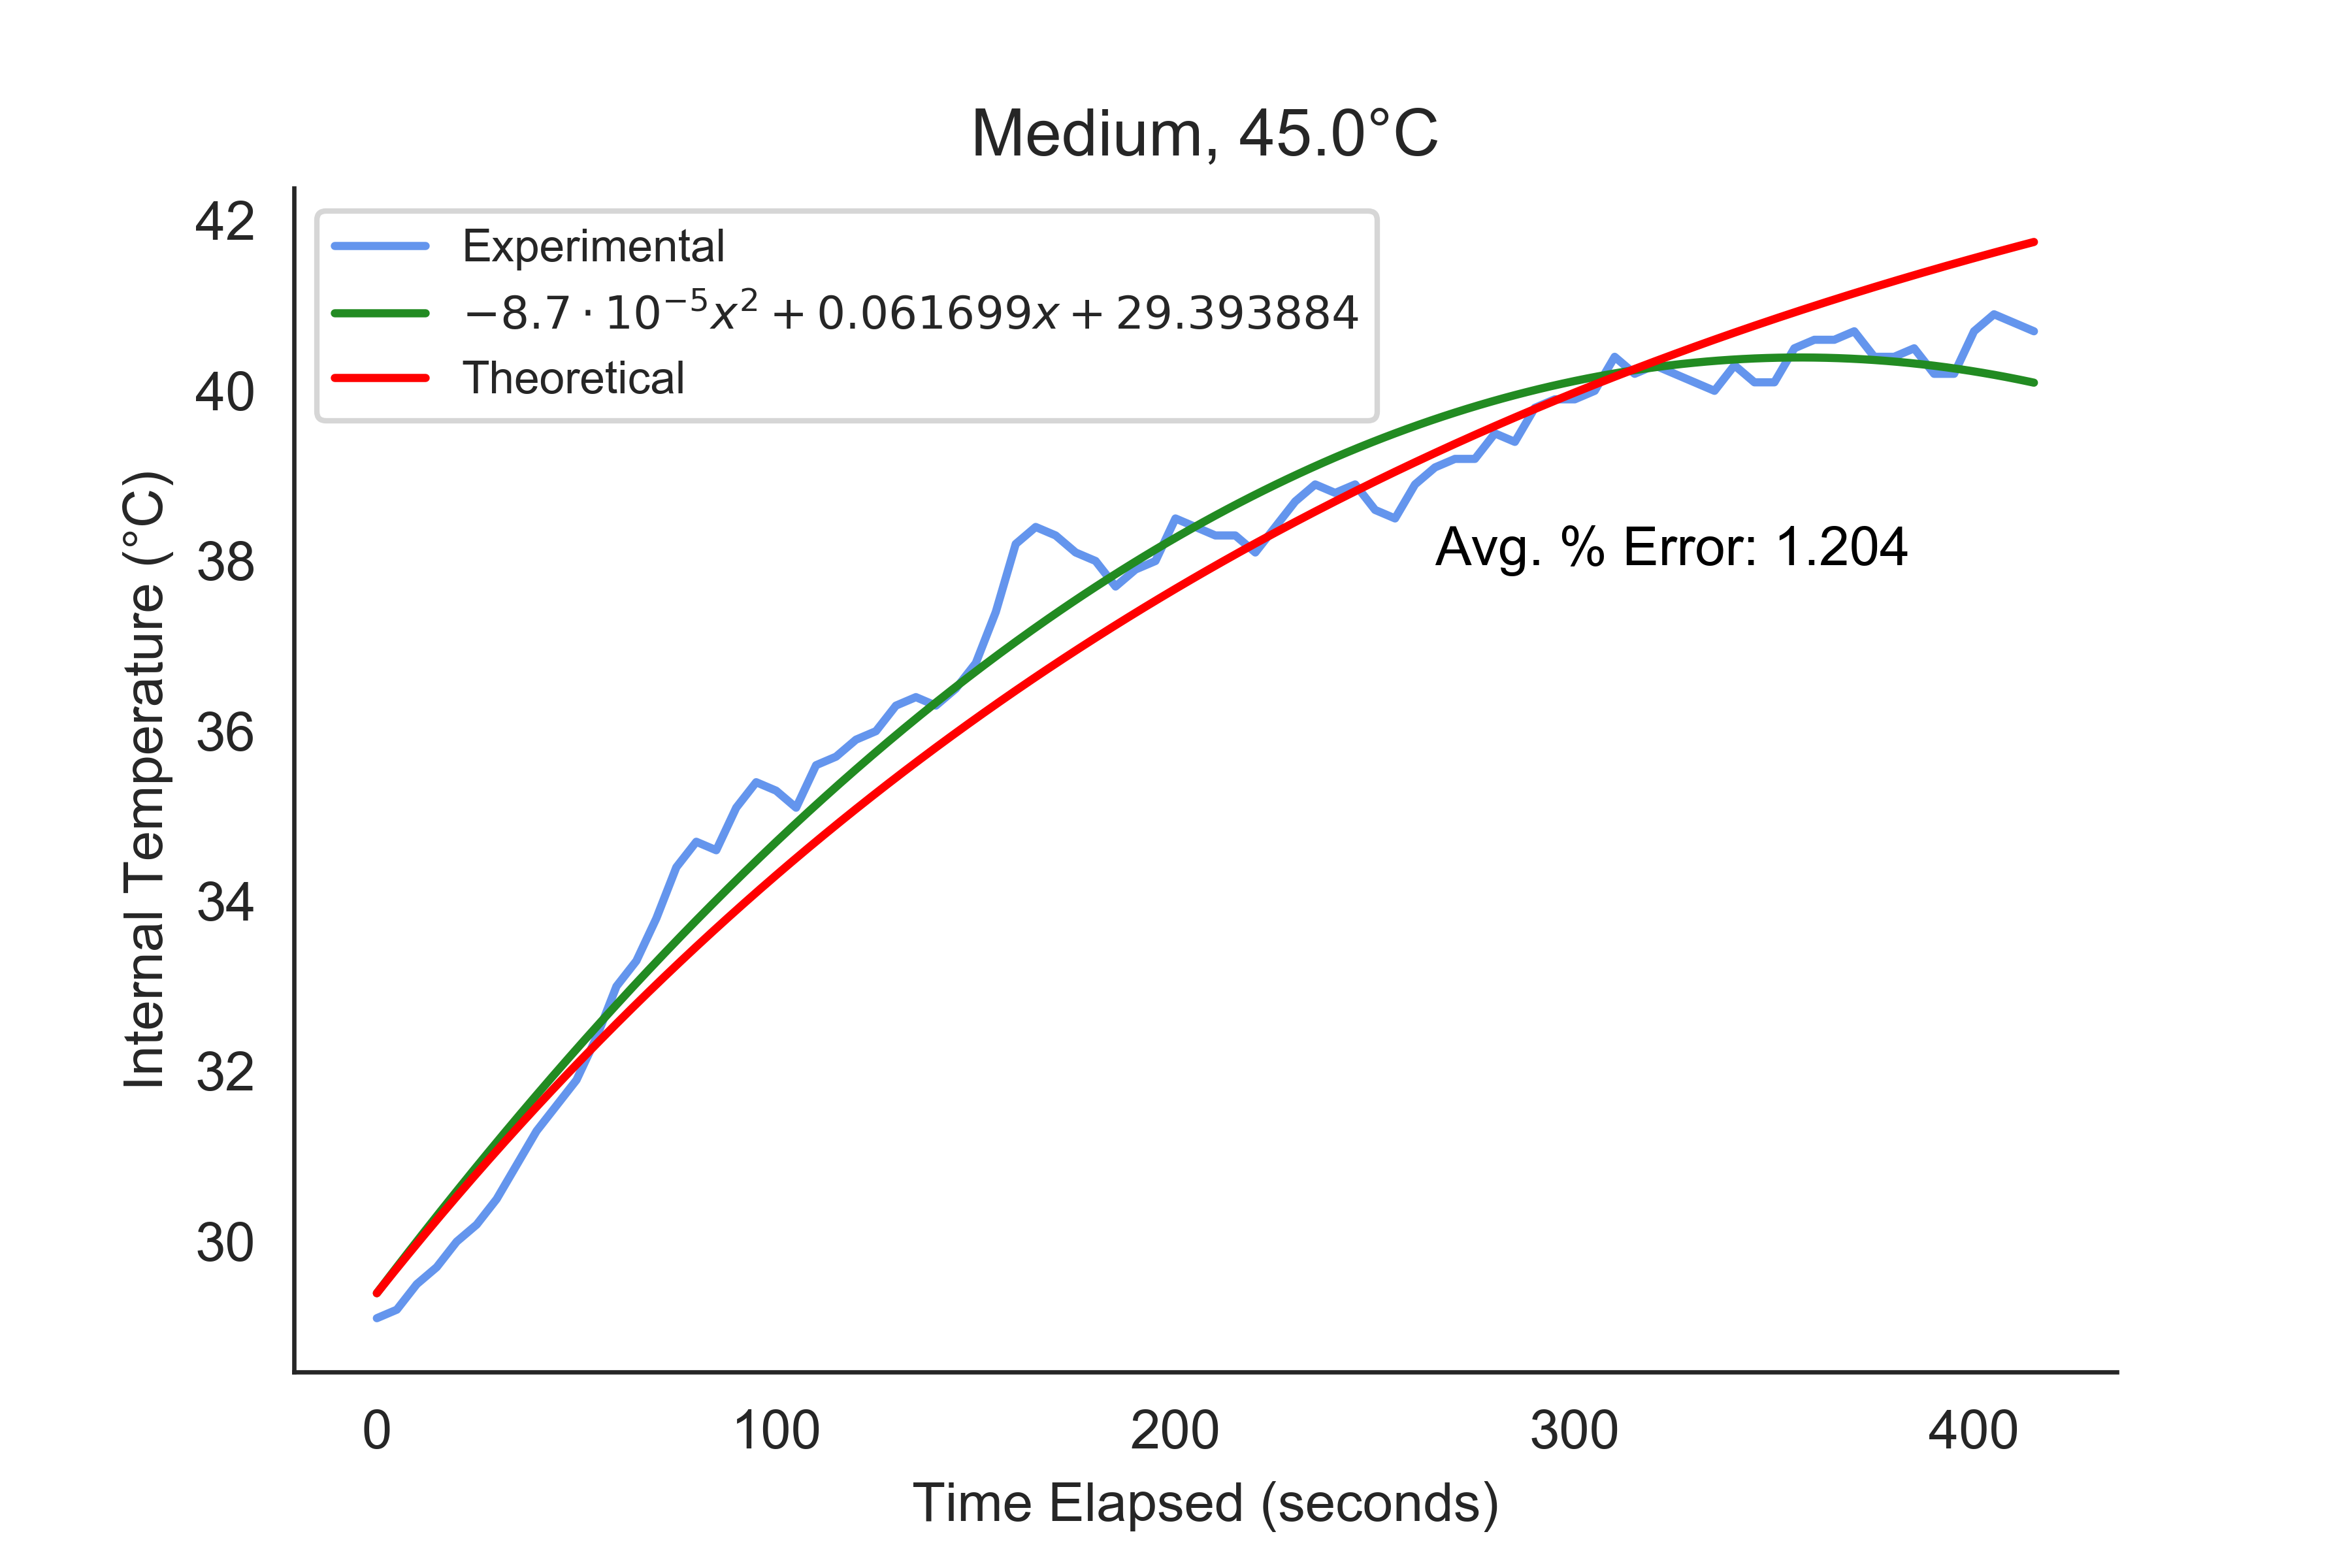 Medium, 45.0°C
Experimental
−8.7 · 10⁻⁵x² + 0.061699x + 29.393884
Theoretical
Avg. % Error: 1.204
Internal Temperature (°C)
42
40
38
36
34
32
30
0 100 200 300 400
Time Elapsed (seconds)